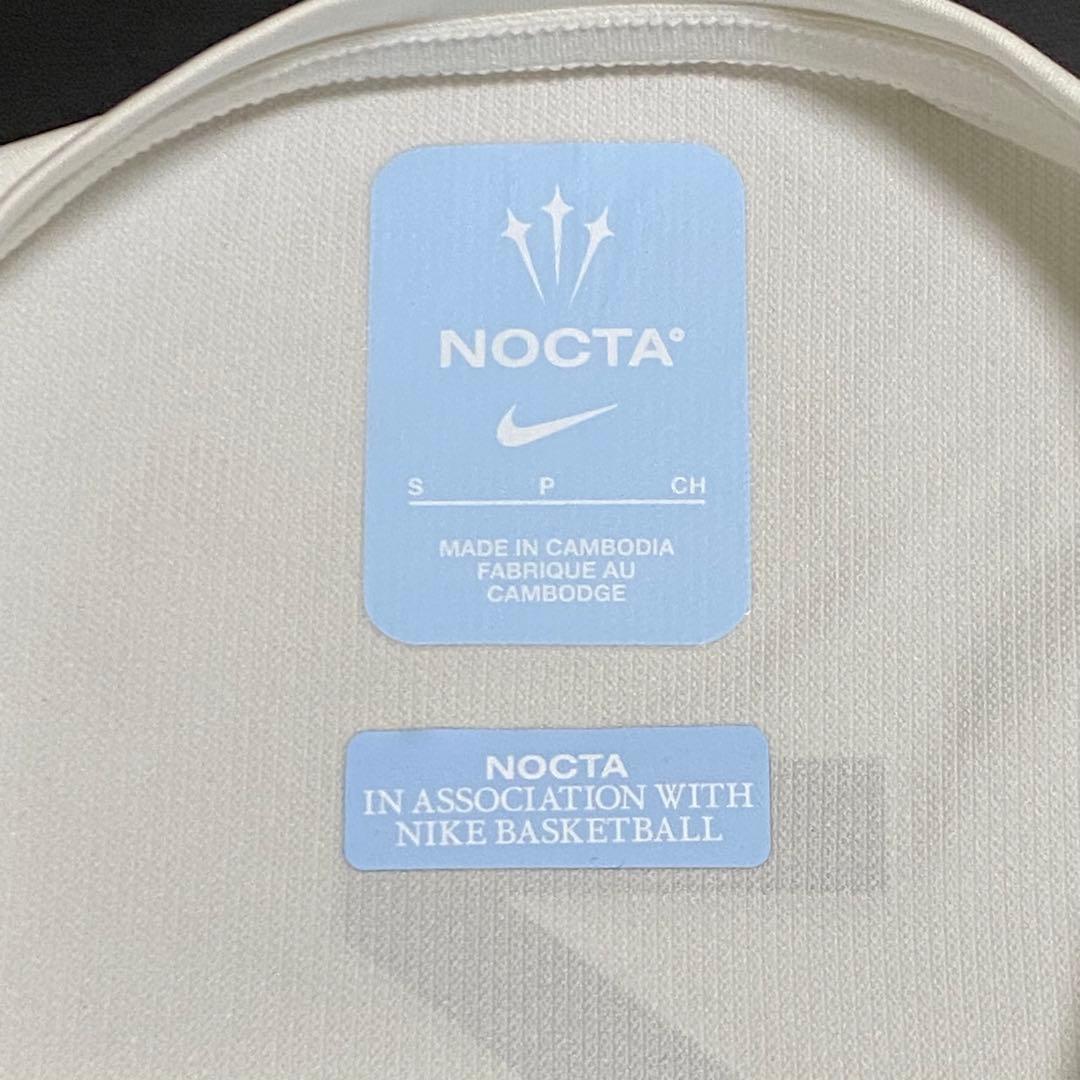 NOCTA°
S P CH
MADE IN CAMBODIA
FABRIQUE AU
CAMBODGE
NOCTA
IN ASSOCIATION WITH
NIKE BASKETBALL